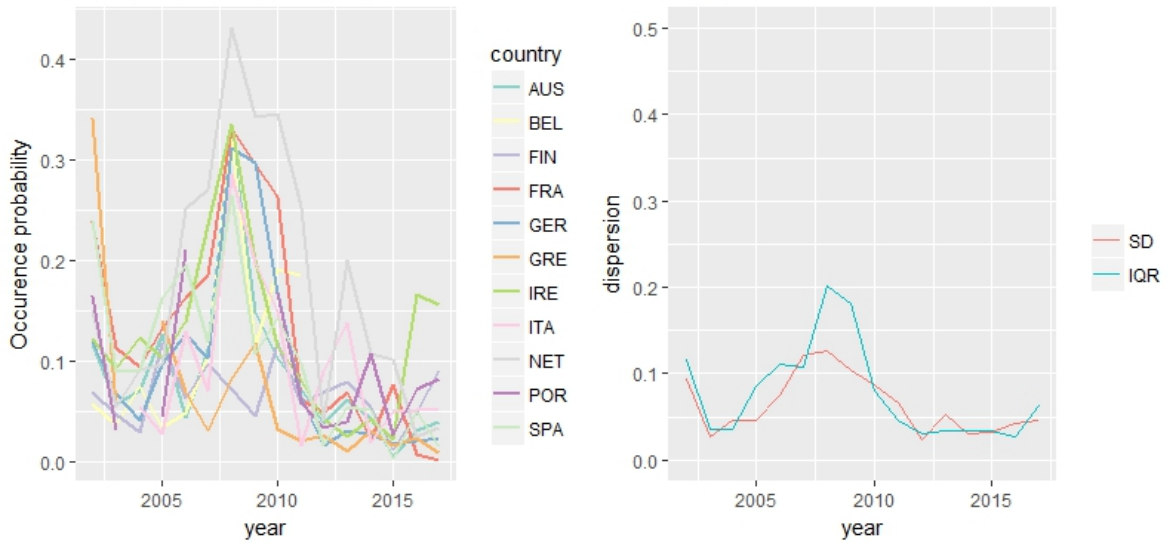 Occurence probability
0.4
0.3
0.2
0.1
0.0
2005
2010
2015
year
country
AUS
BEL
FIN
FRA
GER
GRE
IRE
ITA
NET
POR
SPA
dispersion
0.5
0.4
0.3
0.2
0.1
0.0
2005
2010
2015
year
SD
IQR